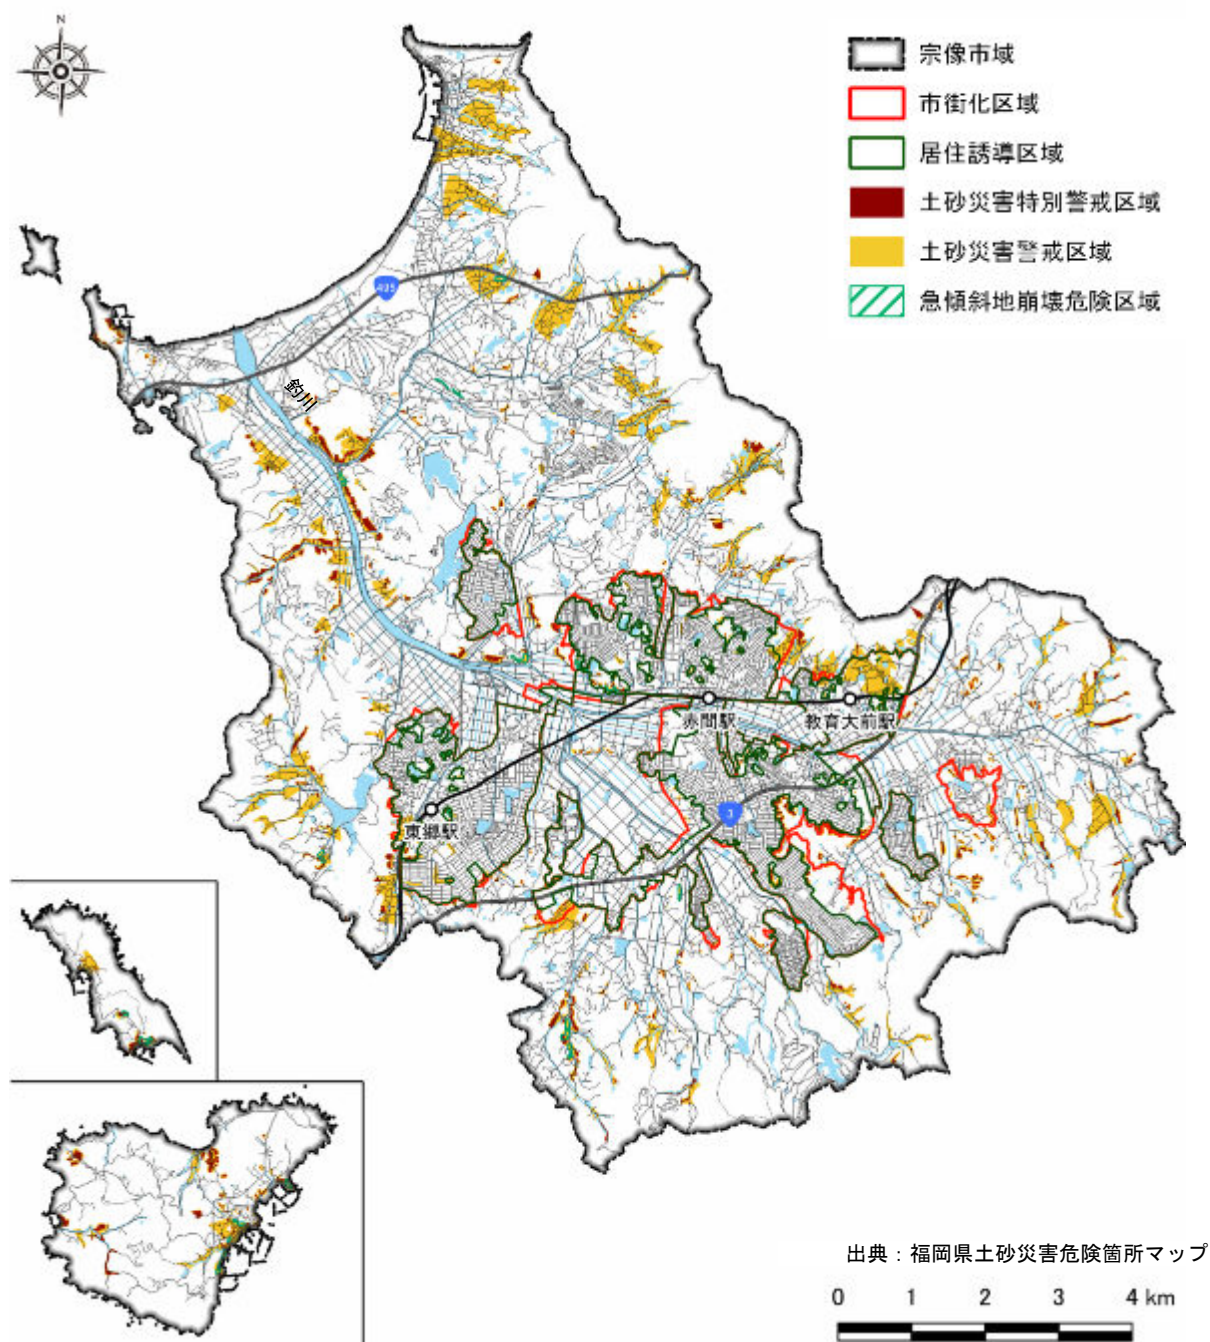 N
宗像市域
市街化区域
居住誘導区域
土砂災害特別警戒区域
土砂災害警戒区域
急傾斜地崩壊危険区域
495
釣川
赤間駅
教育大前駅
3
東郷駅
出典：福岡県土砂災害危険箇所マップ
0 1 2 3 4 km